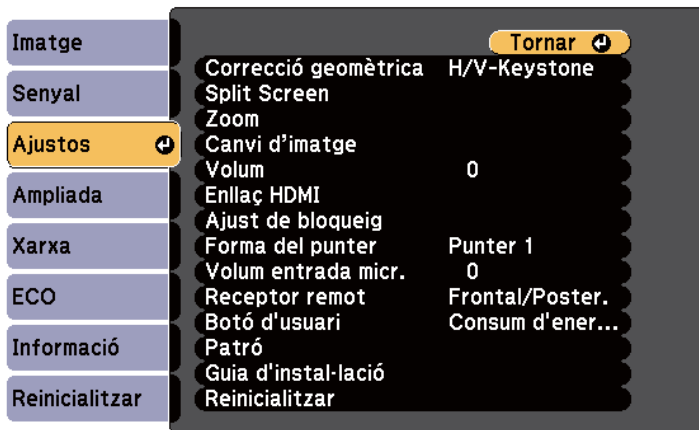 Imatge
Senyal
Ajustos
Ampliada
Xarxa
ECO
Informació
Reinicialitzar
Tornar
Correcció geomètrica H/V-Keystone
Split Screen
Zoom
Canvi d'imatge
Volum 0
Enllaç HDMI
Ajust de bloqueig
Forma del punter Punter 1
Volum entrada micr. 0
Receptor remot Frontal/Poster.
Botó d'usuari Consum d'ener...
Patró
Guia d'instal·lació
Reinicialitzar